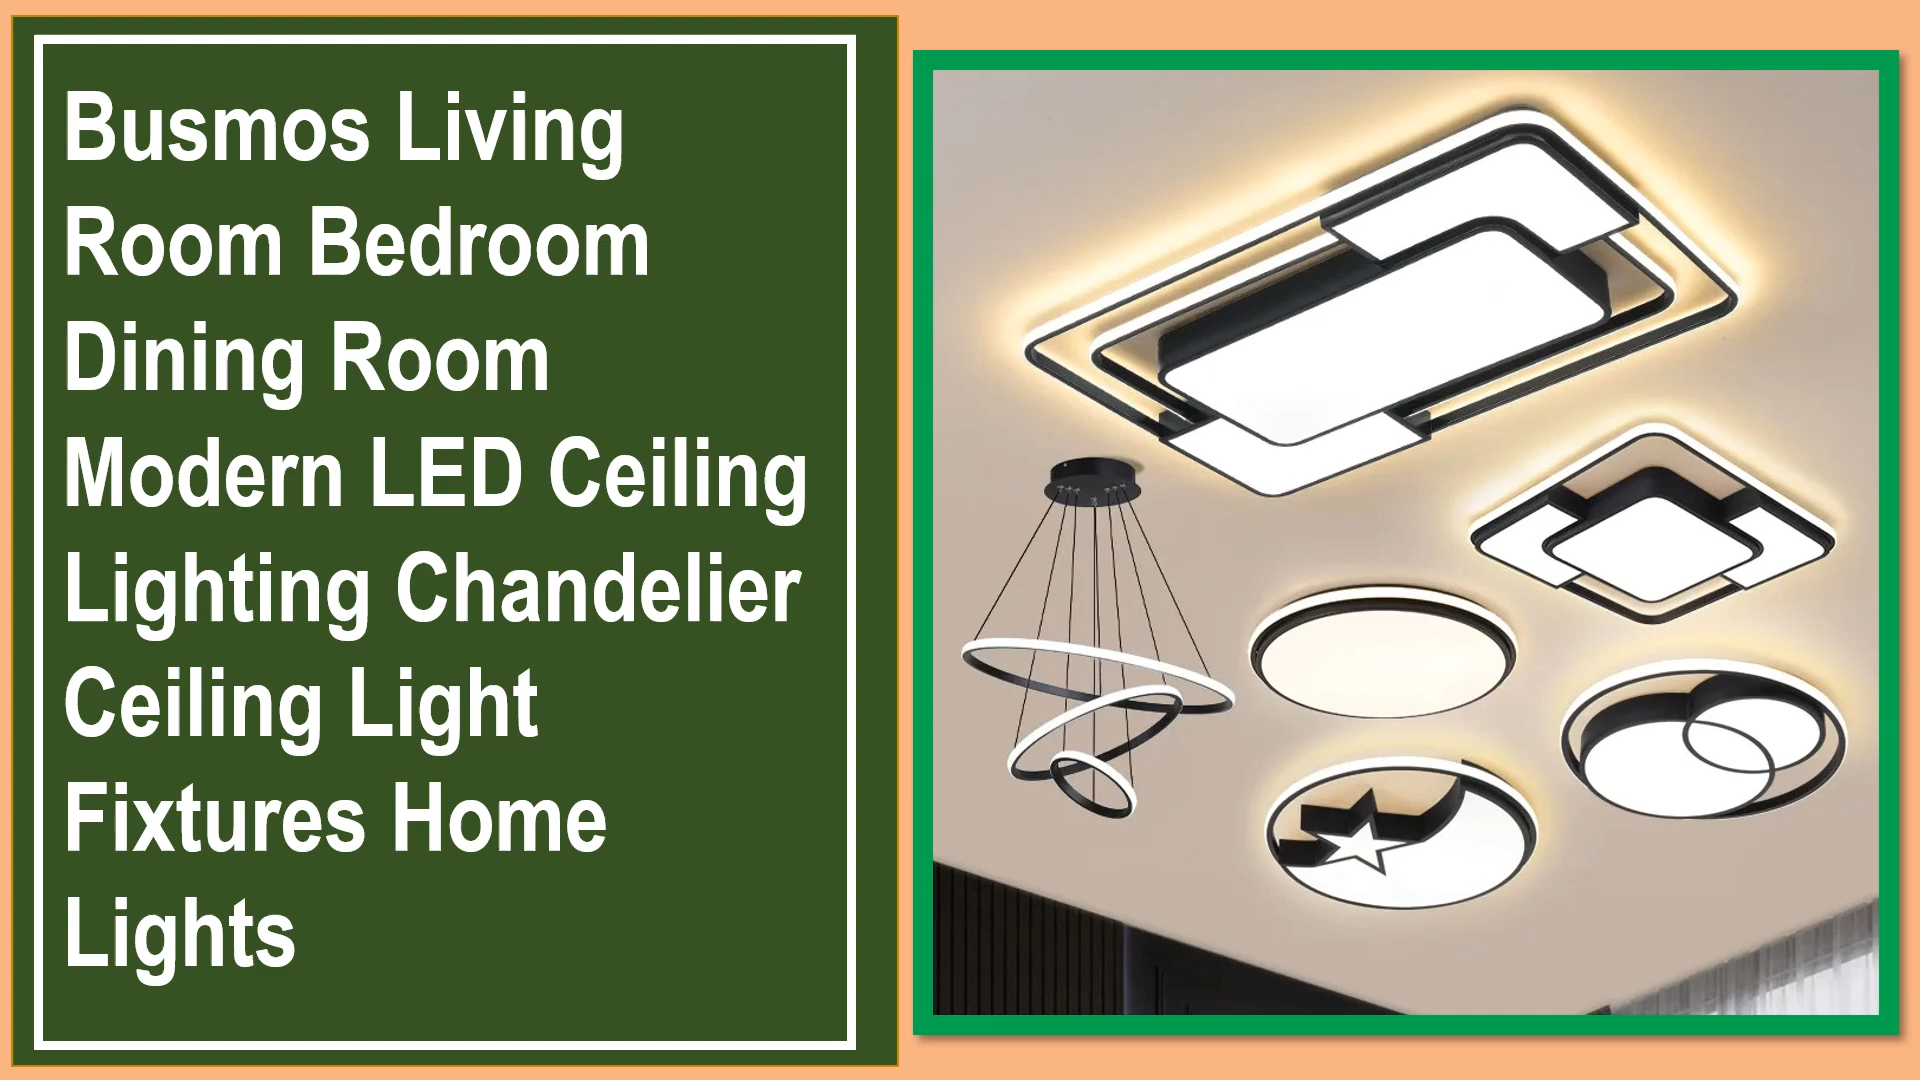 Busmos Living
Room Bedroom
Dining Room
Modern LED Ceiling
Lighting Chandelier
Ceiling Light
Fixtures Home
Lights